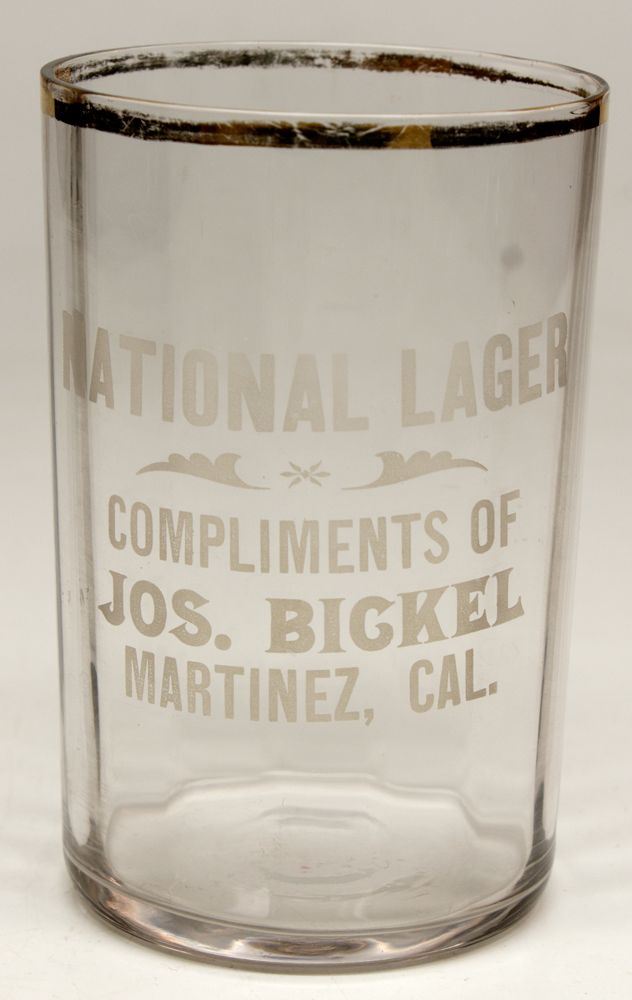 NATIONAL LAGER
COMPLIMENTS OF
JOS. BICKEL
MARTINEZ, CAL.